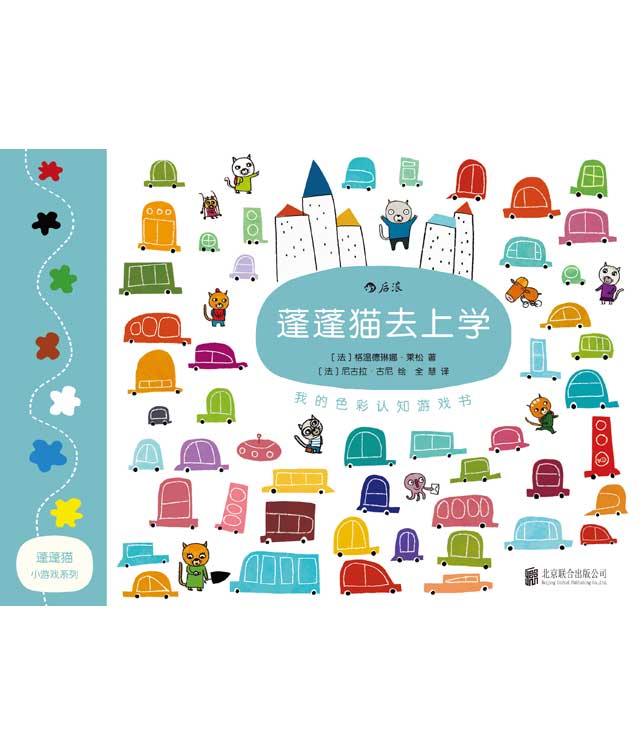 后浪
蓬蓬猫去上学
［法］格温德琳娜·莱松 著
［法］尼古拉·古尼 绘 全 慧 译
我的色彩认知游戏书
蓬蓬猫
小游戏系列
北京联合出版公司
Beijing United Publishing Co.,Ltd.